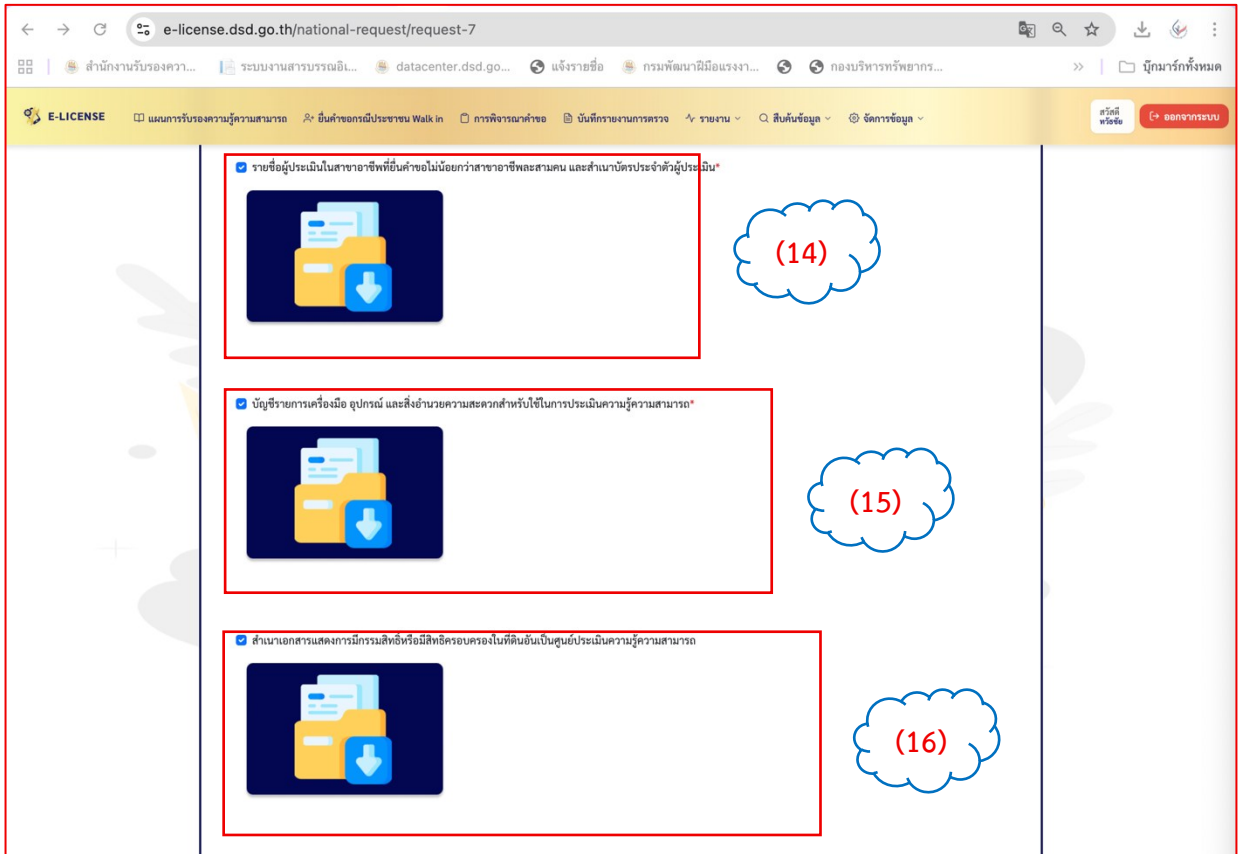 e-license.dsd.go.th/national-request/request-7
สำนักงานรับรองควา... ระบบงานสารบรรณอิเ... datacenter.dsd.go... แจ้งรายชื่อ กรมพัฒนาฝีมือแรงงา... กองบริหารทรัพยากร... » บุ๊กมาร์กทั้งหมด
E-LICENSE แผนการรับรองความรู้ความสามารถ ยื่นคำขอกรณีประชาชน Walk in การพิจารณาคำขอ บันทึกรายงานการตรวจ รายงาน สืบค้นข้อมูล จัดการข้อมูล สวัสดี ทวีรชัย ออกจากระบบ
รายชื่อผู้ประเมินในสาขาอาชีพที่ยื่นคำขอไม่น้อยกว่าสาขาอาชีพละสามคน และสำเนาบัตรประจำตัวผู้ประเมิน*
(14)
บัญชีรายการเครื่องมือ อุปกรณ์ และสิ่งอำนวยความสะดวกสำหรับใช้ในการประเมินความรู้ความสามารถ*
(15)
สำเนาเอกสารแสดงการมีกรรมสิทธิ์หรือมีสิทธิครอบครองในที่ดินอันเป็นศูนย์ประเมินความรู้ความสามารถ
(16)